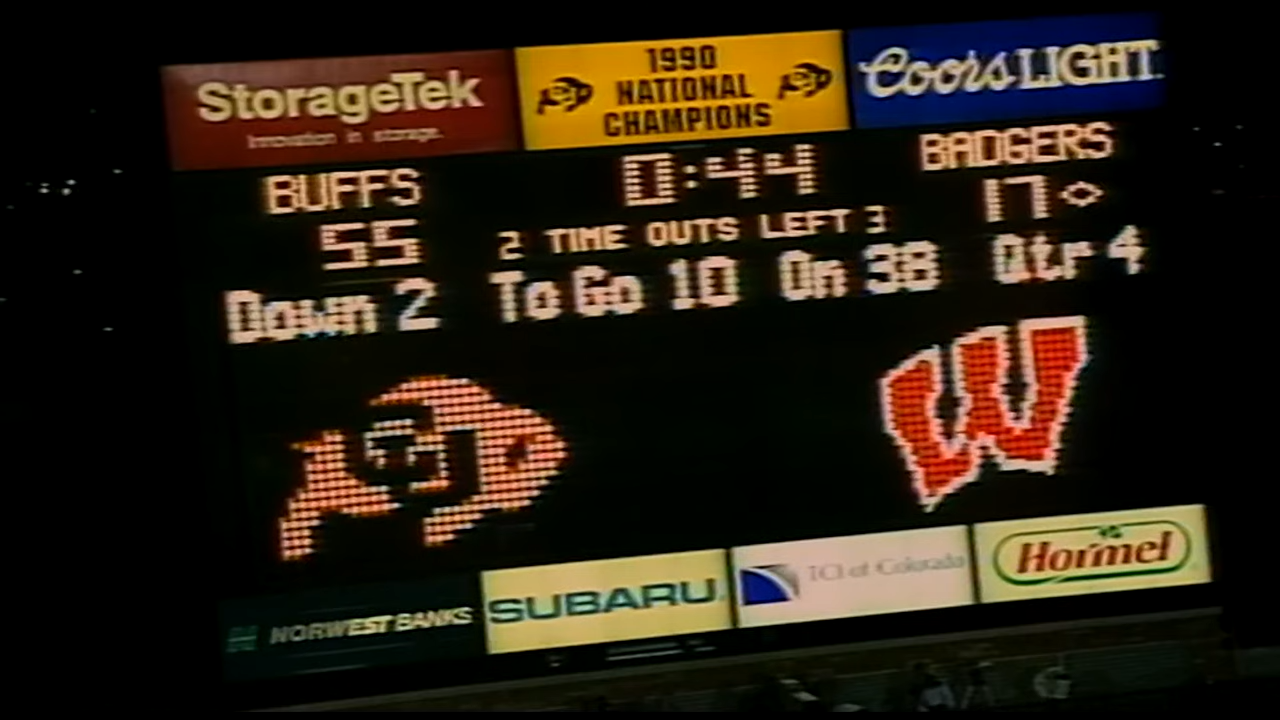 StorageTek
Innovation in storage.
1990
NATIONAL
CHAMPIONS
Coors LIGHT
BUFFS
0:44
BADGERS
55
17
2 TIME OUTS LEFT 3
Down 2 To Go 10 On 38 Qtr 4
W
NORWEST BANKS
SUBARU
TCI of Colorado
Hormel